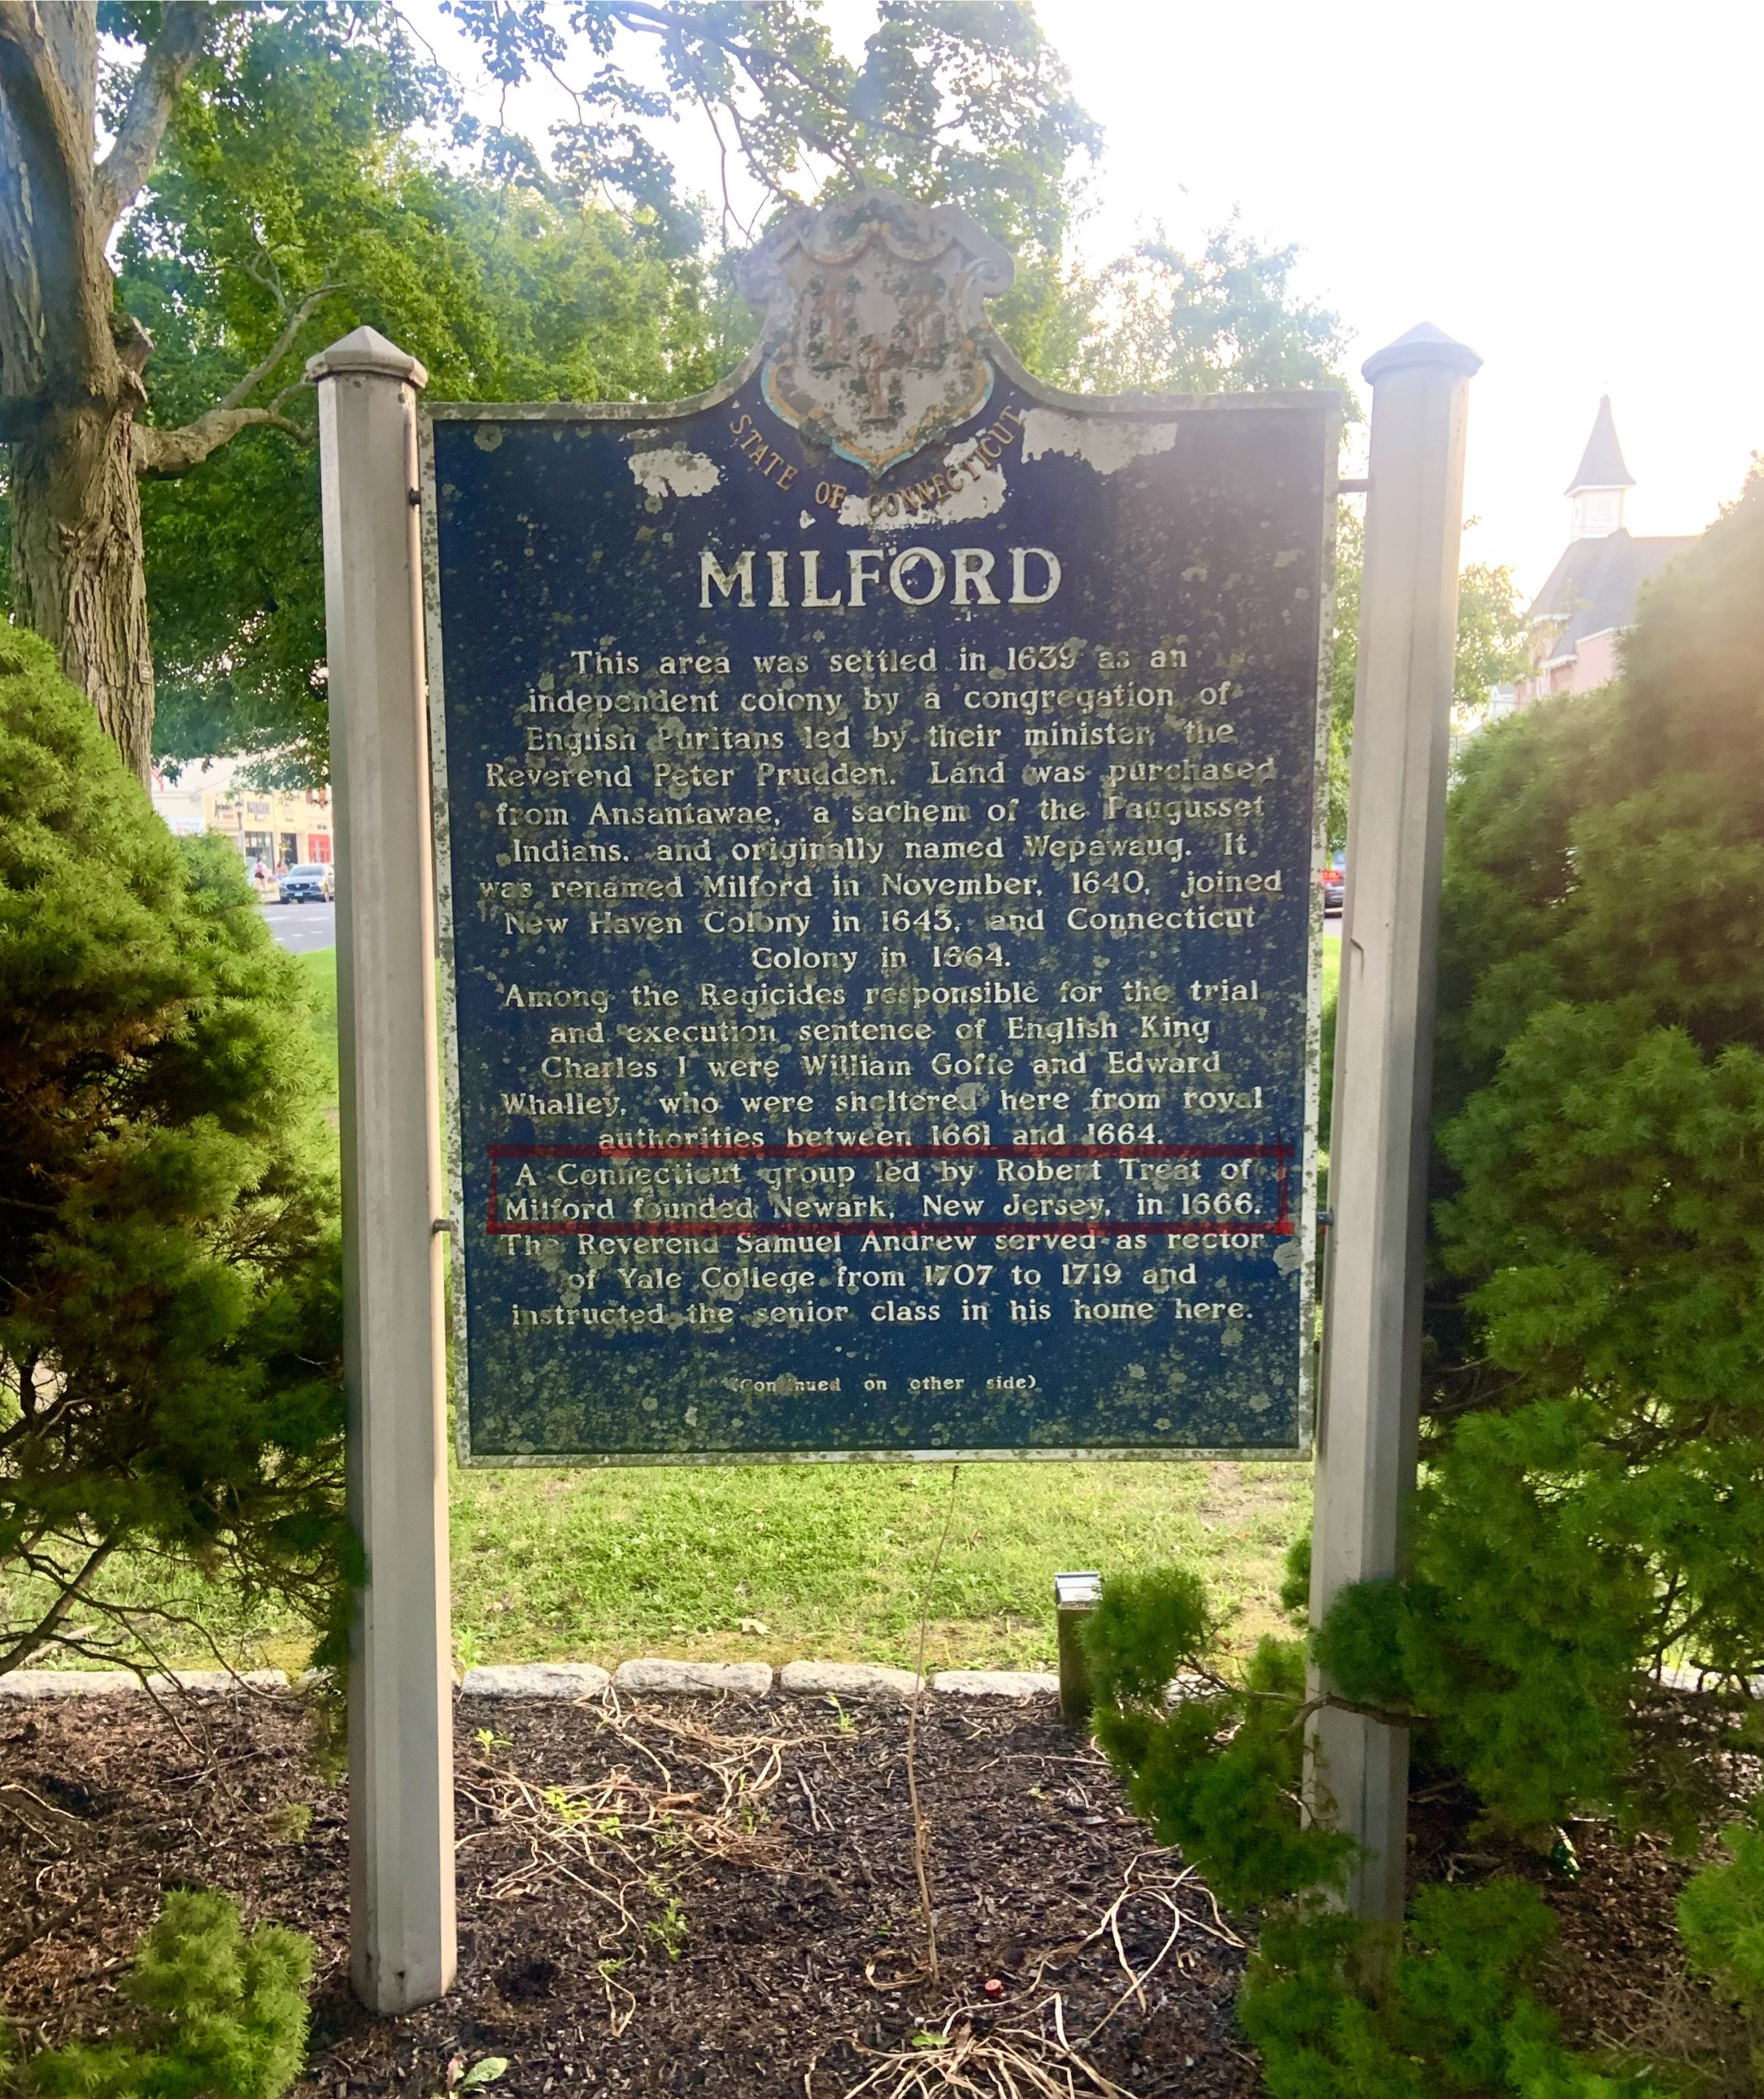 STATE OF CONNECTICUT
MILFORD
This area was settled in 1639 as an
independent colony by a congregation of
English Puritans led by their minister, the
Reverend Peter Prudden. Land was purchased
from Ansantawae, a sachem of the Paugusset
Indians, and originally named Wepawaug. It
was renamed Milford in November, 1640, joined
New Haven Colony in 1643, and Connecticut
Colony in 1664.
Among the Regicides responsible for the trial
and execution sentence of English King
Charles I were William Goffe and Edward
Whalley, who were sheltered here from royal
authorities between 1661 and 1664.
A Connecticut group led by Robert Treat of
Milford founded Newark, New Jersey, in 1666.
The Reverend Samuel Andrew served as rector
of Yale College from 1707 to 1719 and
instructed the senior class in his home here.
(Continued on other side)